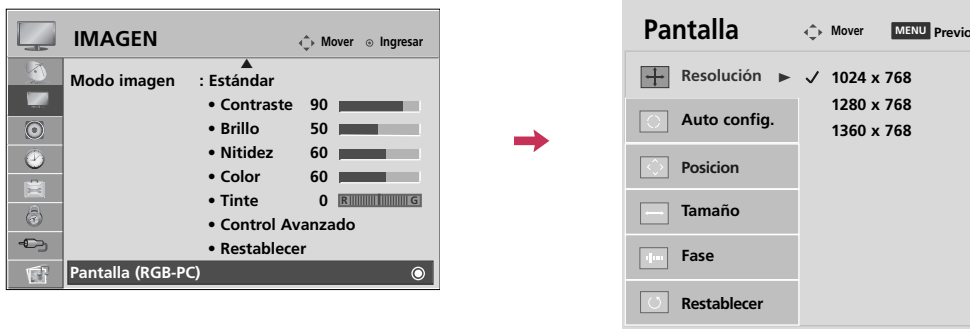 IMAGEN Mover Ingresar
Modo imagen : Estándar
• Contraste 90
• Brillo 50
• Nitidez 60
• Color 60
• Tinte 0 R G
• Control Avanzado
• Restablecer
Pantalla (RGB-PC)
Pantalla Mover MENU Previo
Resolución ► ✓ 1024 x 768
1280 x 768
1360 x 768
Auto config.
Posicion
Tamaño
Fase
Restablecer